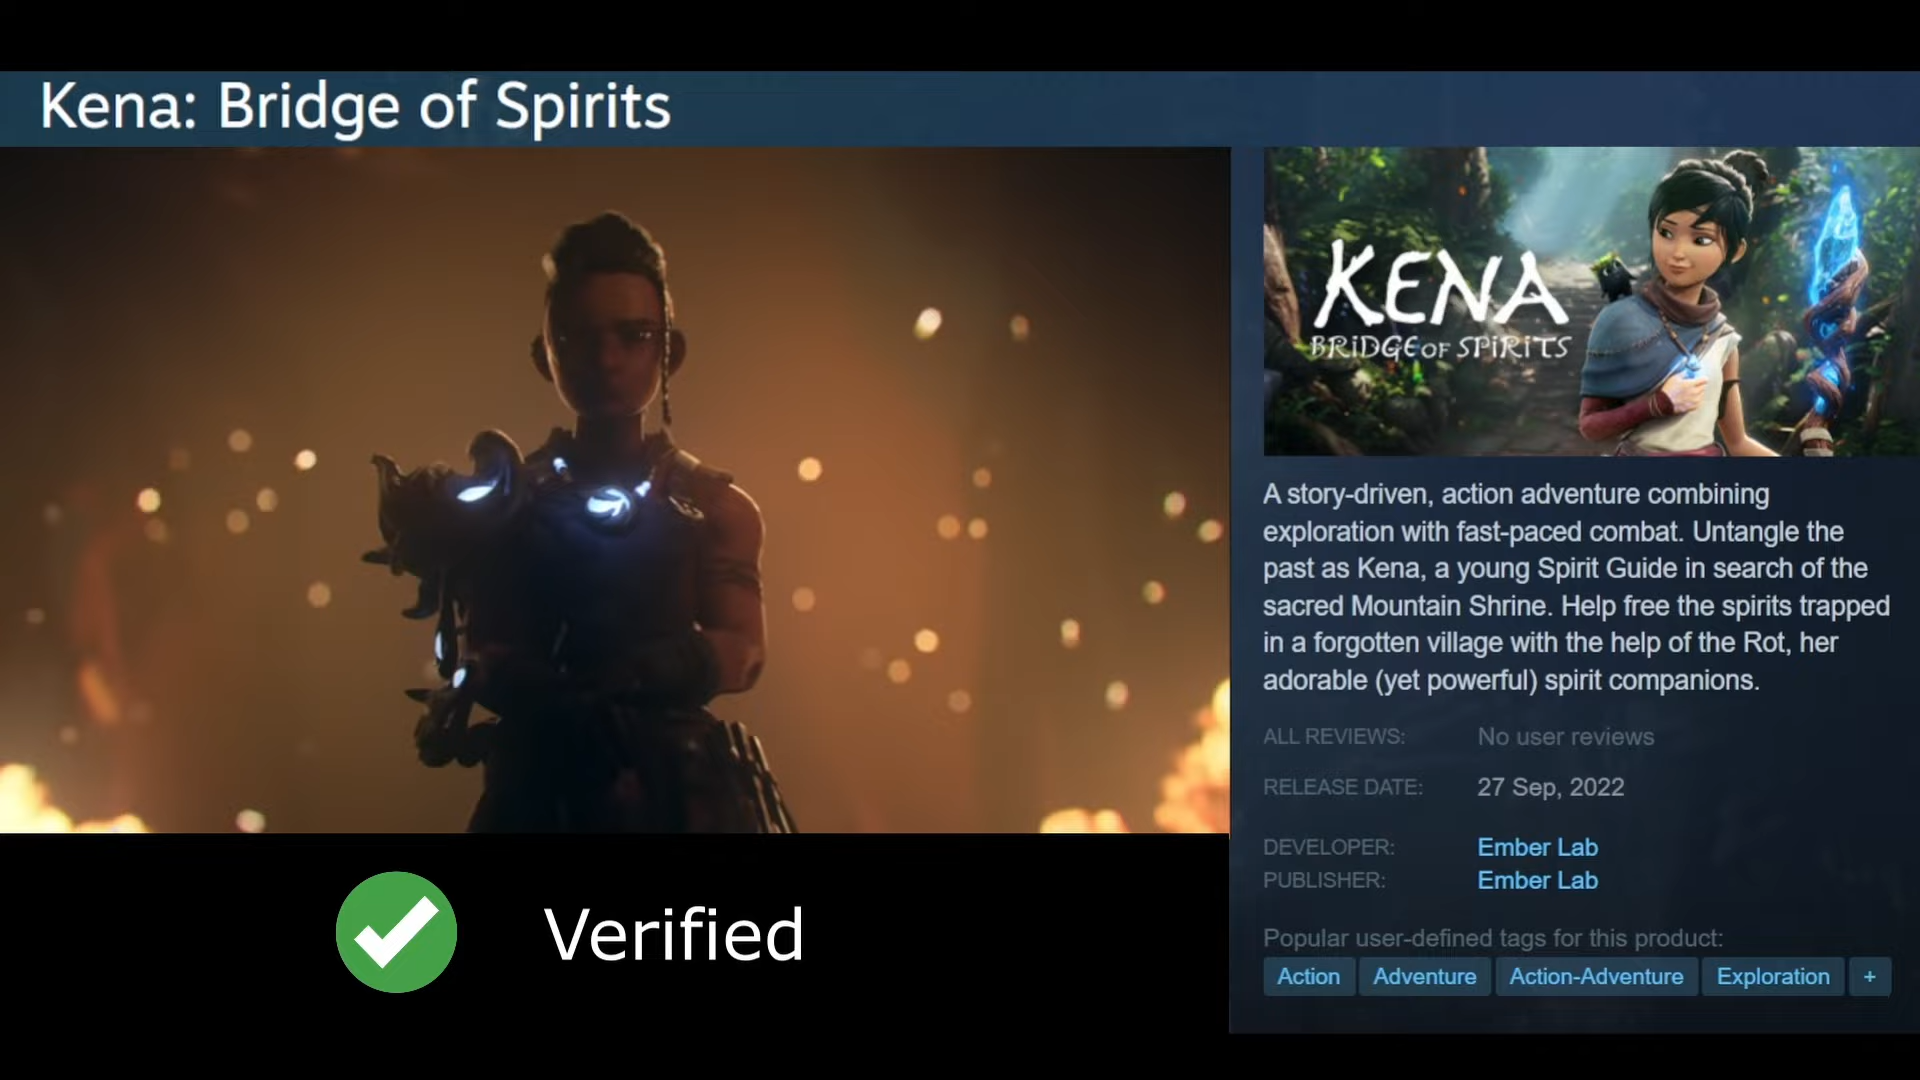 Kena: Bridge of Spirits
KENA
BRIDGE OF SPIRITS
A story-driven, action adventure combining
exploration with fast-paced combat. Untangle the
past as Kena, a young Spirit Guide in search of the
sacred Mountain Shrine. Help free the spirits trapped
in a forgotten village with the help of the Rot, her
adorable (yet powerful) spirit companions.
ALL REVIEWS: No user reviews
RELEASE DATE: 27 Sep, 2022
DEVELOPER: Ember Lab
PUBLISHER: Ember Lab
Popular user-defined tags for this product:
Action Adventure Action-Adventure Exploration +
Verified